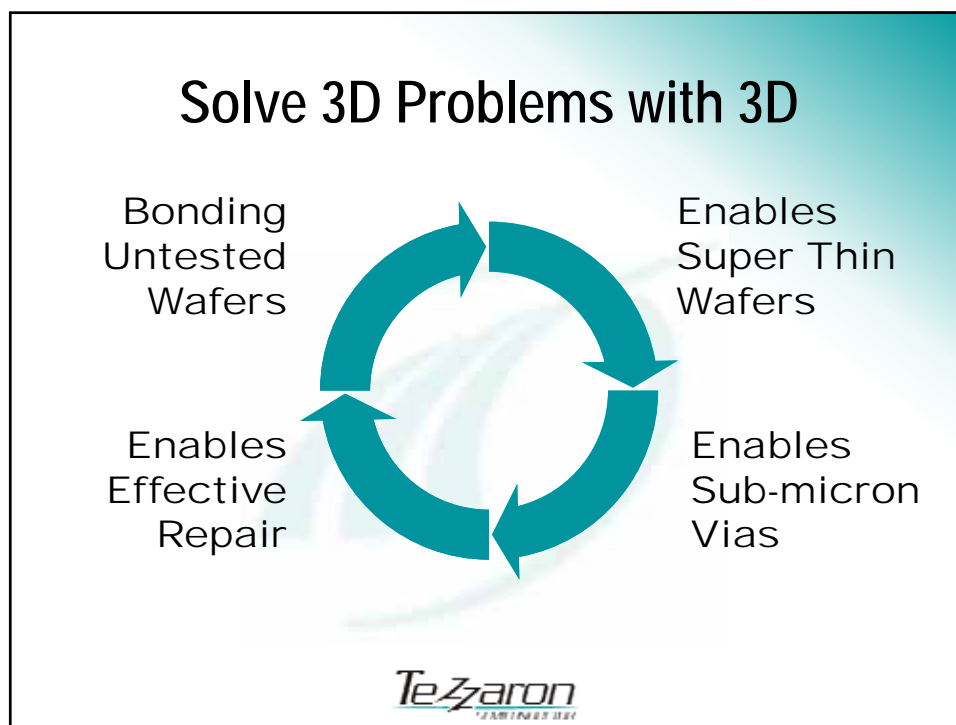 Solve 3D Problems with 3D
Bonding
Untested
Wafers
Enables
Super Thin
Wafers
Enables
Effective
Repair
Enables
Sub-micron
Vias
Tezzaron